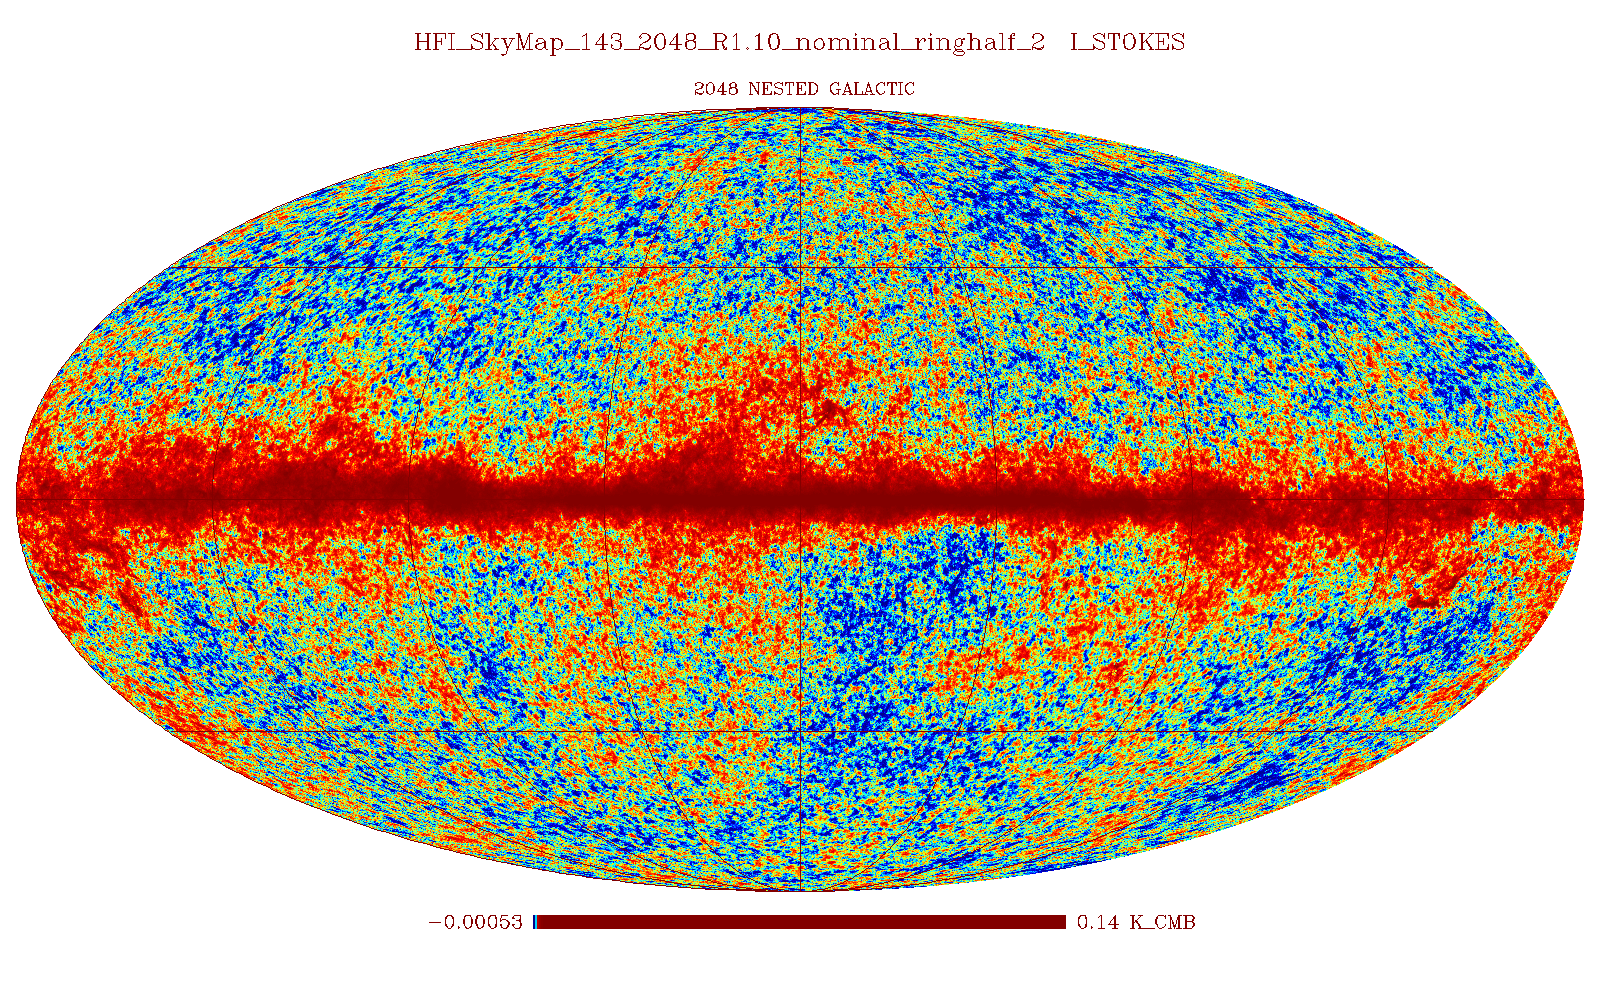 HFI_SkyMap_143_2048_R1.10_nominal_ringhalf_2 I_STOKES
2048 NESTED GALACTIC
-0.00053 0.14 K_CMB